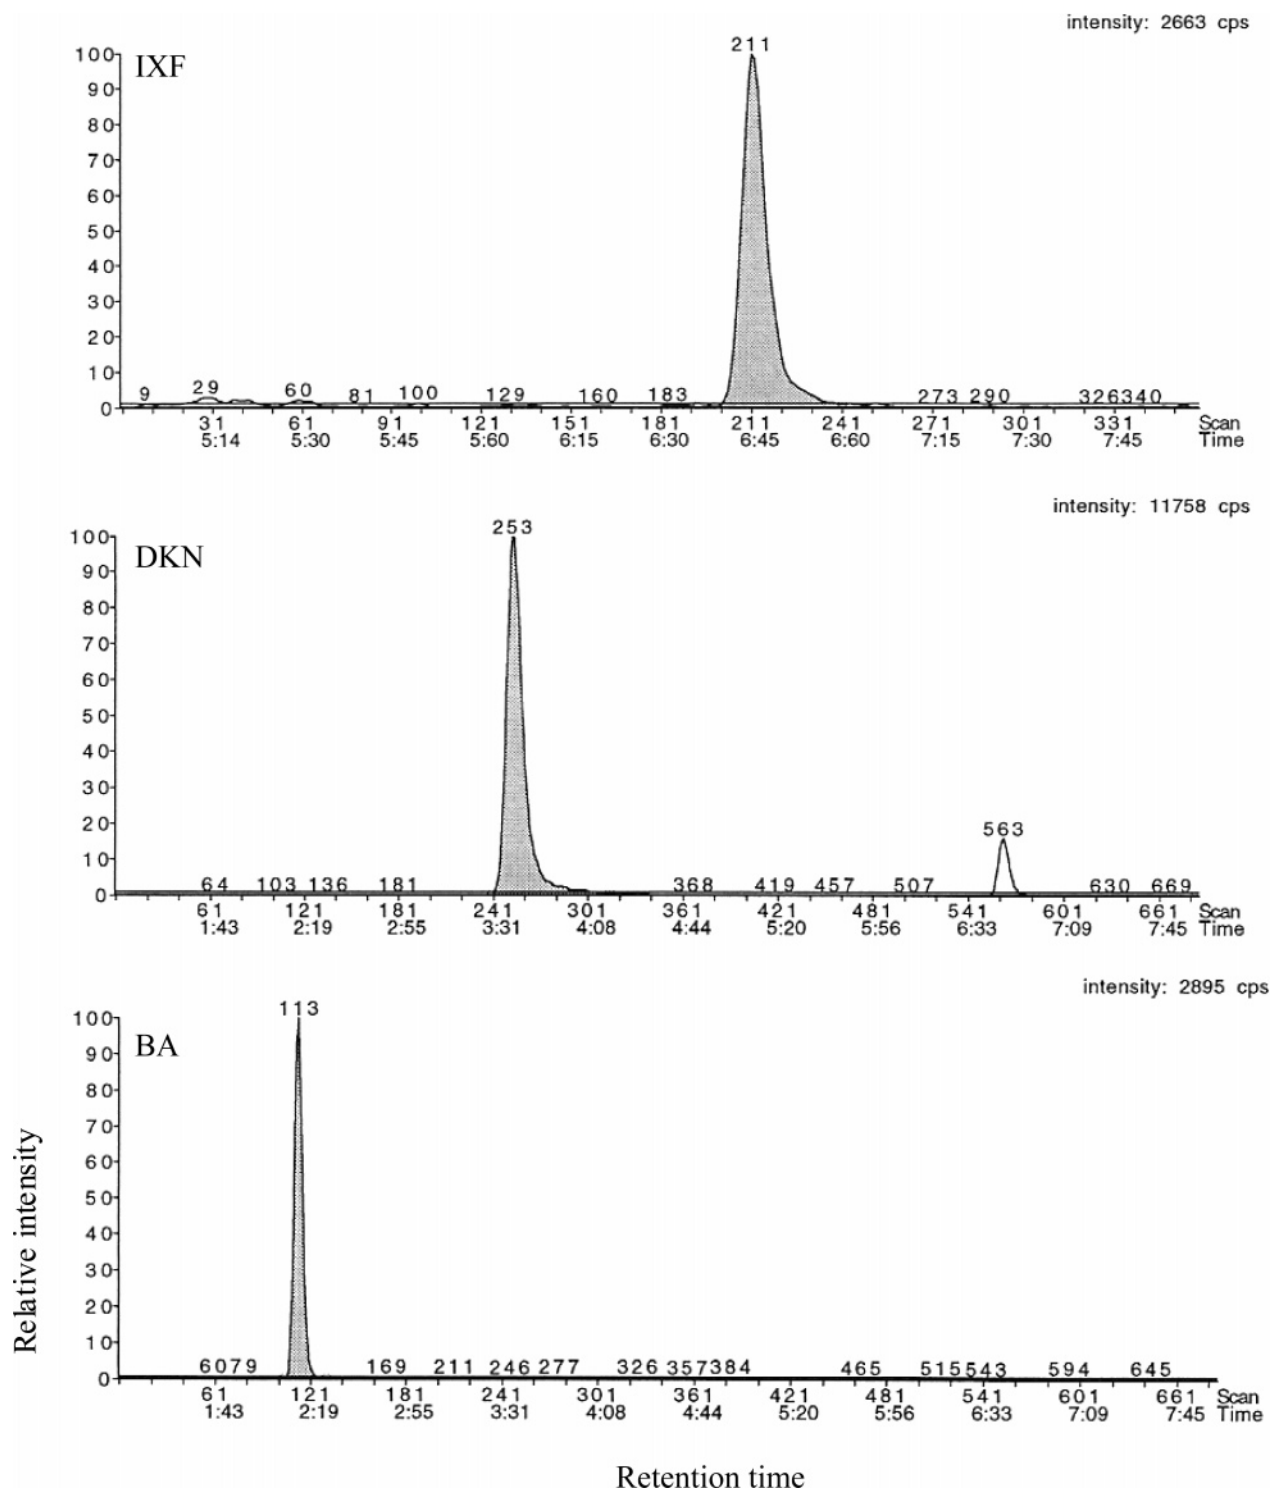 intensity: 2663 cps
211
IXF
100
90
80
70
60
50
40
30
20
10
0
9 29 60 81 100 129 160 183 273 290 326340
31 61 91 121 151 181 211 241 271 301 331 Scan
5:14 5:30 5:45 5:60 6:15 6:30 6:45 6:60 7:15 7:30 7:45 Time
intensity: 11758 cps
253
DKN
100
90
80
70
60
50
40
30
20
10
0
563
64 103 136 181 368 419 457 507 630 669
61 121 181 241 301 361 421 481 541 601 661 Scan
1:43 2:19 2:55 3:31 4:08 4:44 5:20 5:56 6:33 7:09 7:45 Time
intensity: 2895 cps
113
BA
100
90
80
70
60
50
40
30
20
10
0
6079 169 211 246 277 326 357384 465 515543 594 645
61 121 181 241 301 361 421 481 541 601 661 Scan
1:43 2:19 2:55 3:31 4:08 4:44 5:20 5:56 6:33 7:09 7:45 Time
Relative intensity
Retention time